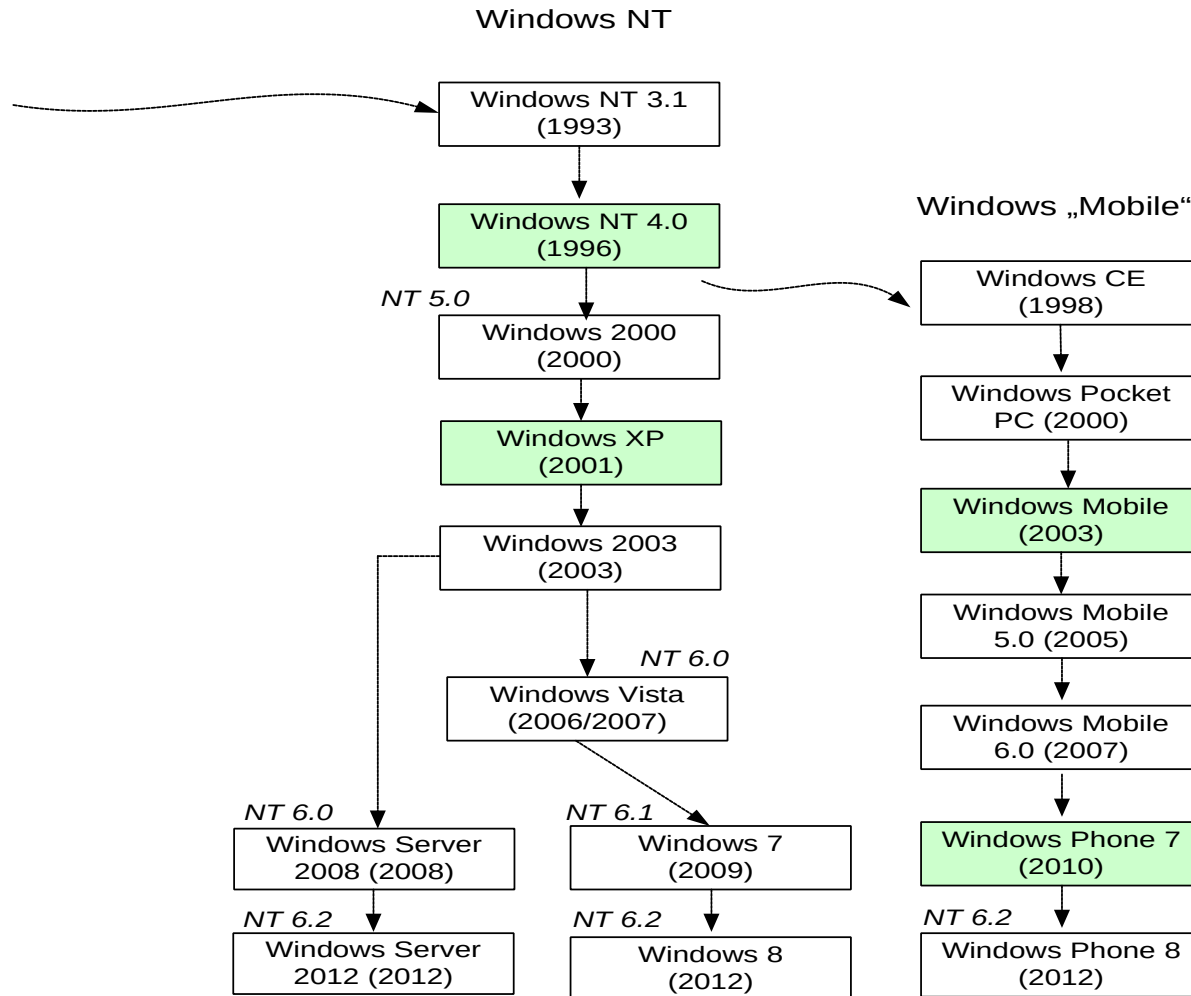 Windows NT
Windows NT 3.1
(1993)
Windows NT 4.0
(1996)
NT 5.0
Windows 2000
(2000)
Windows XP
(2001)
Windows 2003
(2003)
NT 6.0
Windows Vista
(2006/2007)
NT 6.0
Windows Server
2008 (2008)
NT 6.2
Windows Server
2012 (2012)
NT 6.1
Windows 7
(2009)
NT 6.2
Windows 8
(2012)
Windows „Mobile“
Windows CE
(1998)
Windows Pocket
PC (2000)
Windows Mobile
(2003)
Windows Mobile
5.0 (2005)
Windows Mobile
6.0 (2007)
Windows Phone 7
(2010)
NT 6.2
Windows Phone 8
(2012)